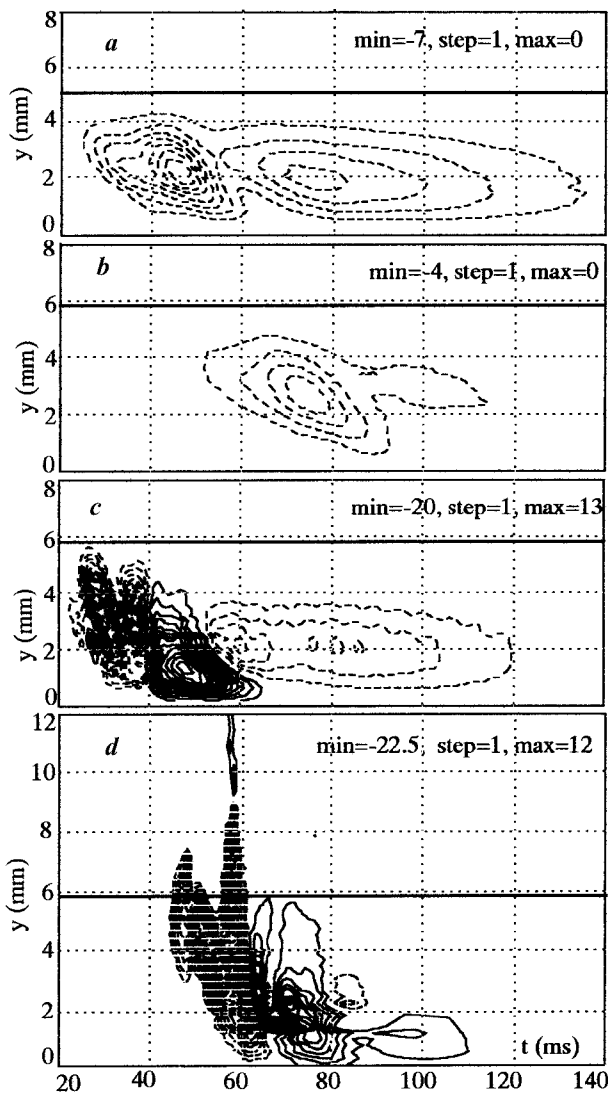 8
a
min=-7, step=1, max=0
6
y (mm)
4
2
0
8
b
min=-4, step=1, max=0
6
y (mm)
4
2
0
8
c
min=-20, step=1, max=13
6
y (mm)
4
2
0
12
d
min=-22.5, step=1, max=12
10
8
6
y (mm)
4
2
0
t (ms)
20 40 60 80 100 120 140